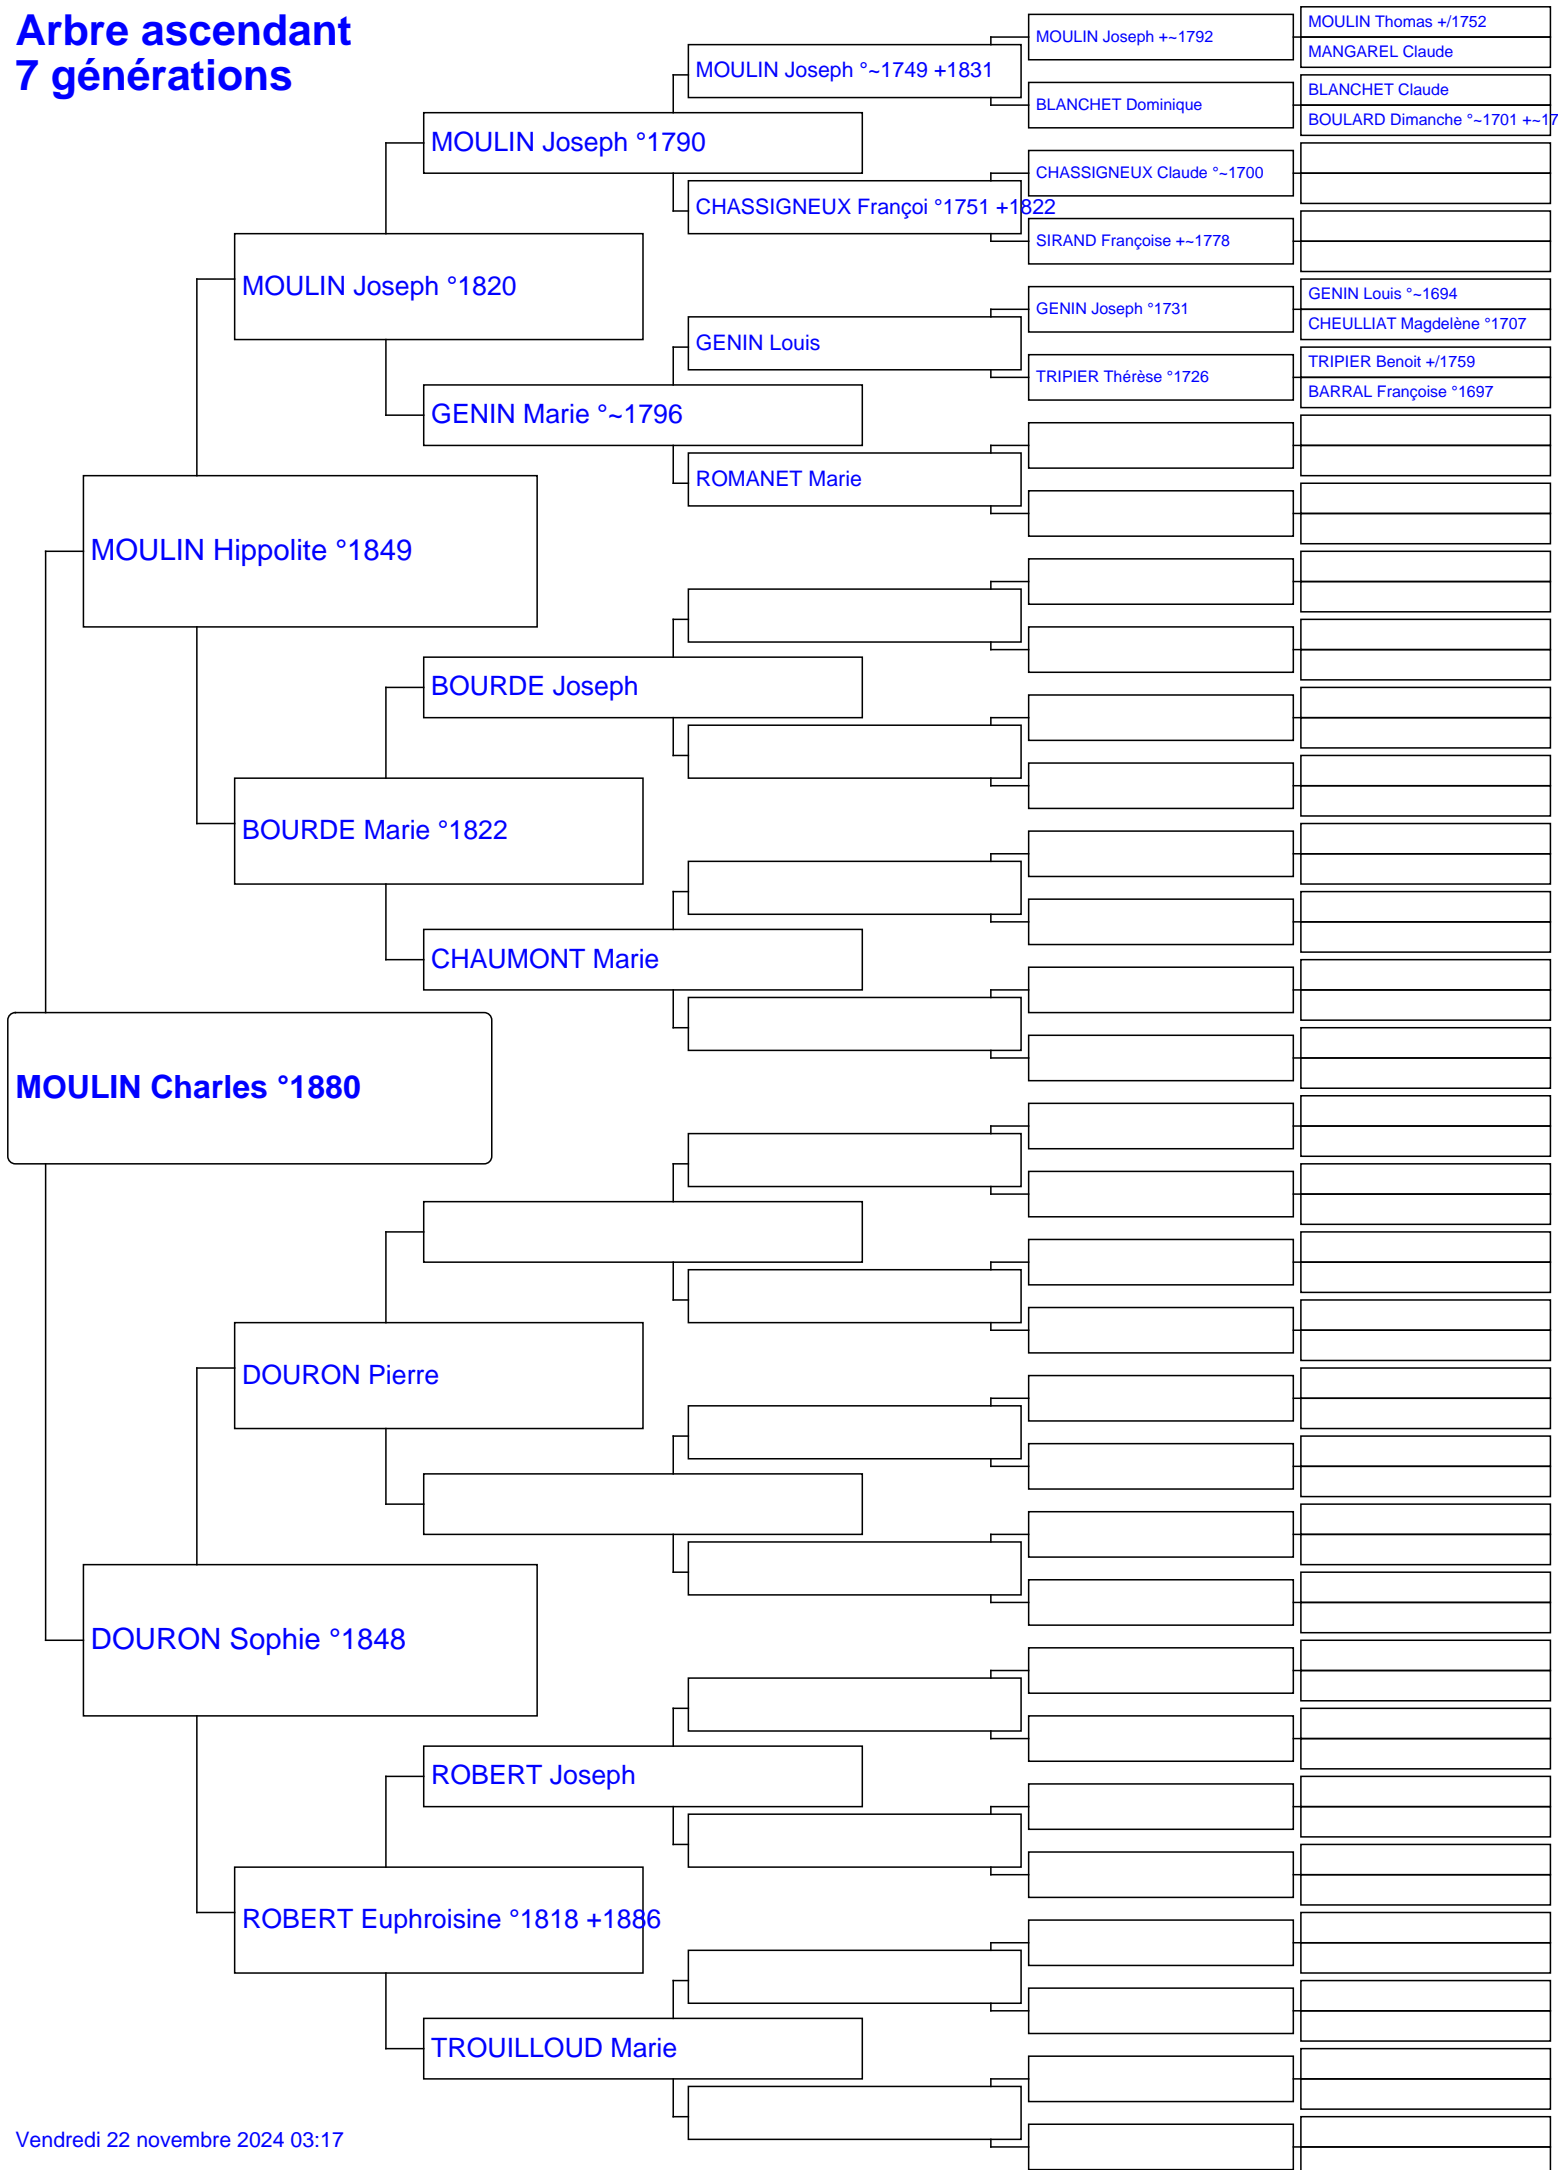 Arbre ascendant
7 générations
MOULIN Thomas +/1752
MOULIN Joseph +~1792
MANGAREL Claude
MOULIN Joseph °~1749 +1831
BLANCHET Claude
BLANCHET Dominique
BOULARD Dimanche °~1701 +~17
MOULIN Joseph °1790
CHASSIGNEUX Claude °~1700
CHASSIGNEUX Françoi °1751 +1822
SIRAND Françoise +~1778
MOULIN Joseph °1820
GENIN Louis °~1694
GENIN Joseph °1731
CHEULLIAT Magdelène °1707
GENIN Louis
TRIPIER Benoit +/1759
TRIPIER Thérèse °1726
BARRAL Françoise °1697
GENIN Marie °~1796
ROMANET Marie
MOULIN Hippolite °1849
BOURDE Joseph
BOURDE Marie °1822
CHAUMONT Marie
MOULIN Charles °1880
DOURON Pierre
DOURON Sophie °1848
ROBERT Joseph
ROBERT Euphroisine °1818 +1886
TROUILLOUD Marie
Vendredi 22 novembre 2024 03:17